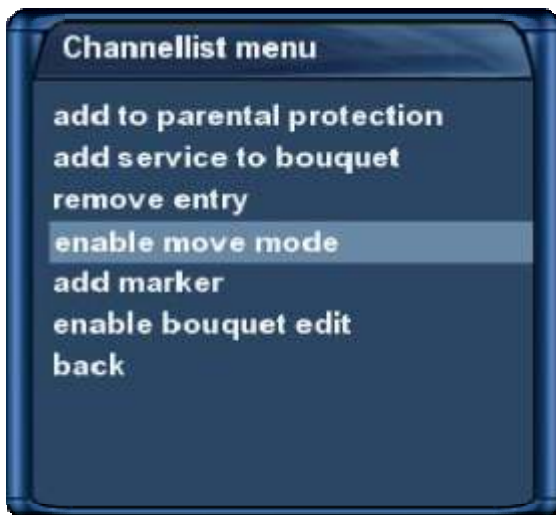 Channellist menu
add to parental protection
add service to bouquet
remove entry
enable move mode
add marker
enable bouquet edit
back